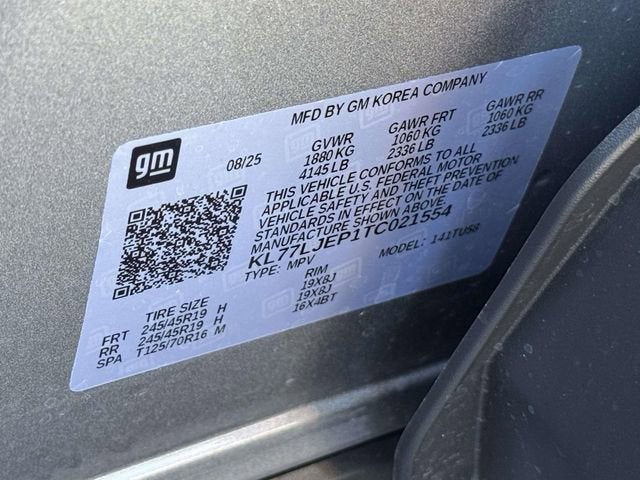 MFD BY GM KOREA COMPANY
gm
08/25
GVWR
1880 KG
4145 LB
GAWR FRT
1060 KG
2336 LB
GAWR RR
1060 KG
2336 LB
THIS VEHICLE CONFORMS TO ALL
APPLICABLE U.S. FEDERAL MOTOR
VEHICLE SAFETY AND THEFT PREVENTION
STANDARDS IN EFFECT ON THE DATE OF
MANUFACTURE SHOWN ABOVE.
KL77LJEP1TC021554
TYPE: MPV MODEL: 141TUS8
TIRE SIZE RIM
FRT 245/45R19 H 19X8J
RR 245/45R19 H 19X8J
SPA T125/70R16 M 16X4BT